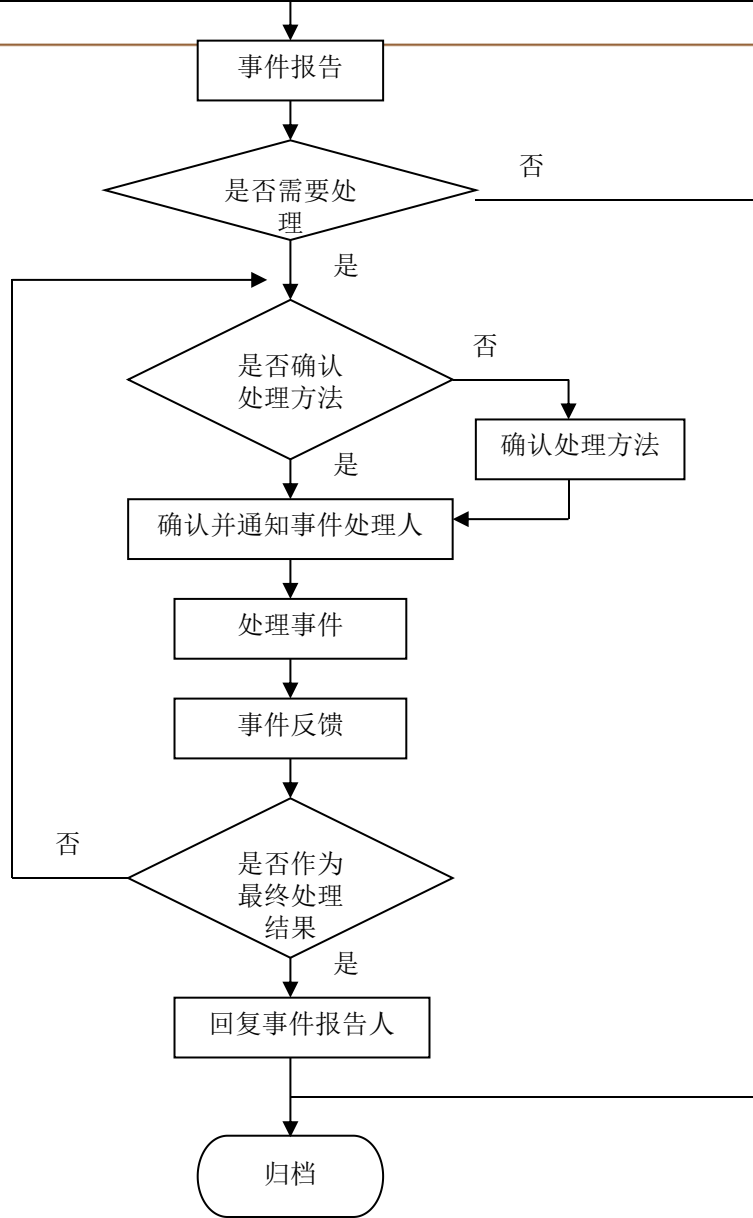 事件报告
否
是否需要处
理
是
否
是否确认
处理方法
确认处理方法
是
确认并通知事件处理人
处理事件
事件反馈
否
是否作为
最终处理
结果
是
回复事件报告人
归档